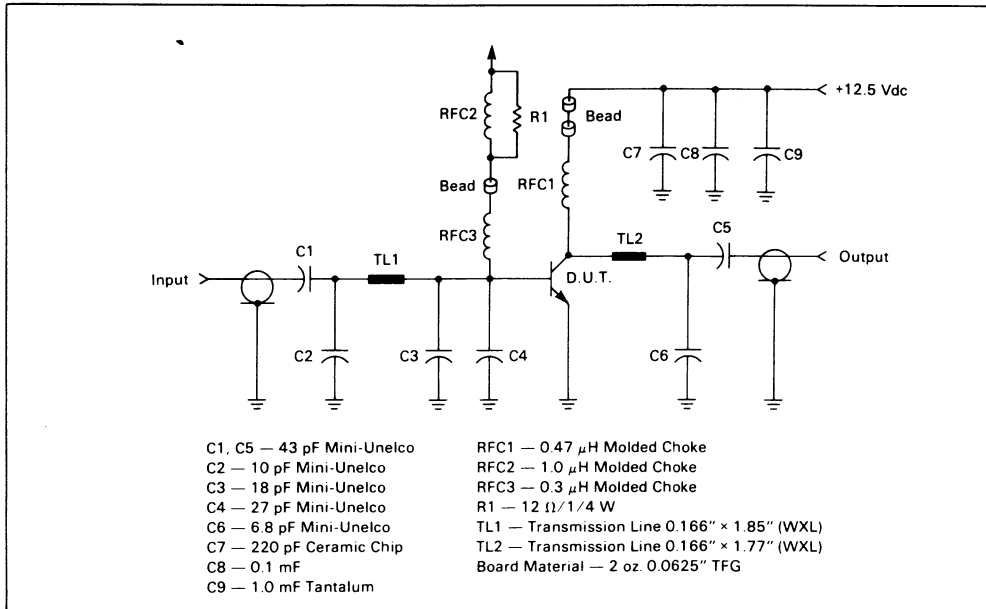 RFC2
R1
Bead
+12.5 Vdc
Bead
C7
C8
C9
RFC1
RFC3
C5
C1
TL1
TL2
Input
Output
D.U.T.
C2
C3
C4
C6
C1, C5 — 43 pF Mini-Unelco
C2 — 10 pF Mini-Unelco
C3 — 18 pF Mini-Unelco
C4 — 27 pF Mini-Unelco
C6 — 6.8 pF Mini-Unelco
C7 — 220 pF Ceramic Chip
C8 — 0.1 mF
C9 — 1.0 mF Tantalum
RFC1 — 0.47 μH Molded Choke
RFC2 — 1.0 μH Molded Choke
RFC3 — 0.3 μH Molded Choke
R1 — 12 Ω/1/4 W
TL1 — Transmission Line 0.166" × 1.85" (WXL)
TL2 — Transmission Line 0.166" × 1.77" (WXL)
Board Material — 2 oz. 0.0625" TFG